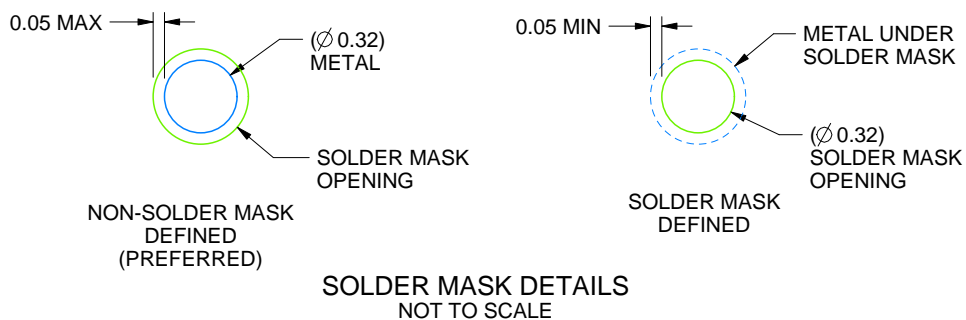 0.05 MAX
(Ø 0.32)
METAL
SOLDER MASK
OPENING
NON-SOLDER MASK
DEFINED
(PREFERRED)
0.05 MIN
METAL UNDER
SOLDER MASK
(Ø 0.32)
SOLDER MASK
OPENING
SOLDER MASK
DEFINED
SOLDER MASK DETAILS
NOT TO SCALE